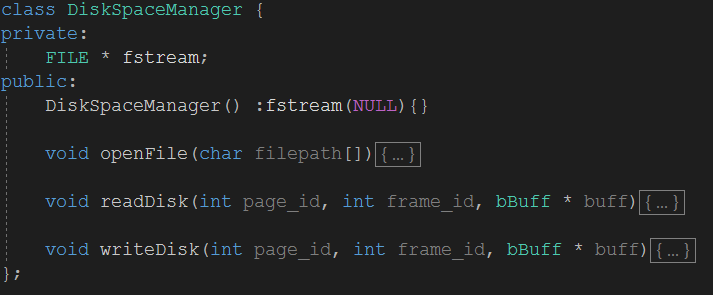 class DiskSpaceManager {
private:
FILE * fstream;
public:
DiskSpaceManager() :fstream(NULL){}
void openFile(char filepath[]){...}
void readDisk(int page_id, int frame_id, bBuff * buff){...}
void writeDisk(int page_id, int frame_id, bBuff * buff){...}
};